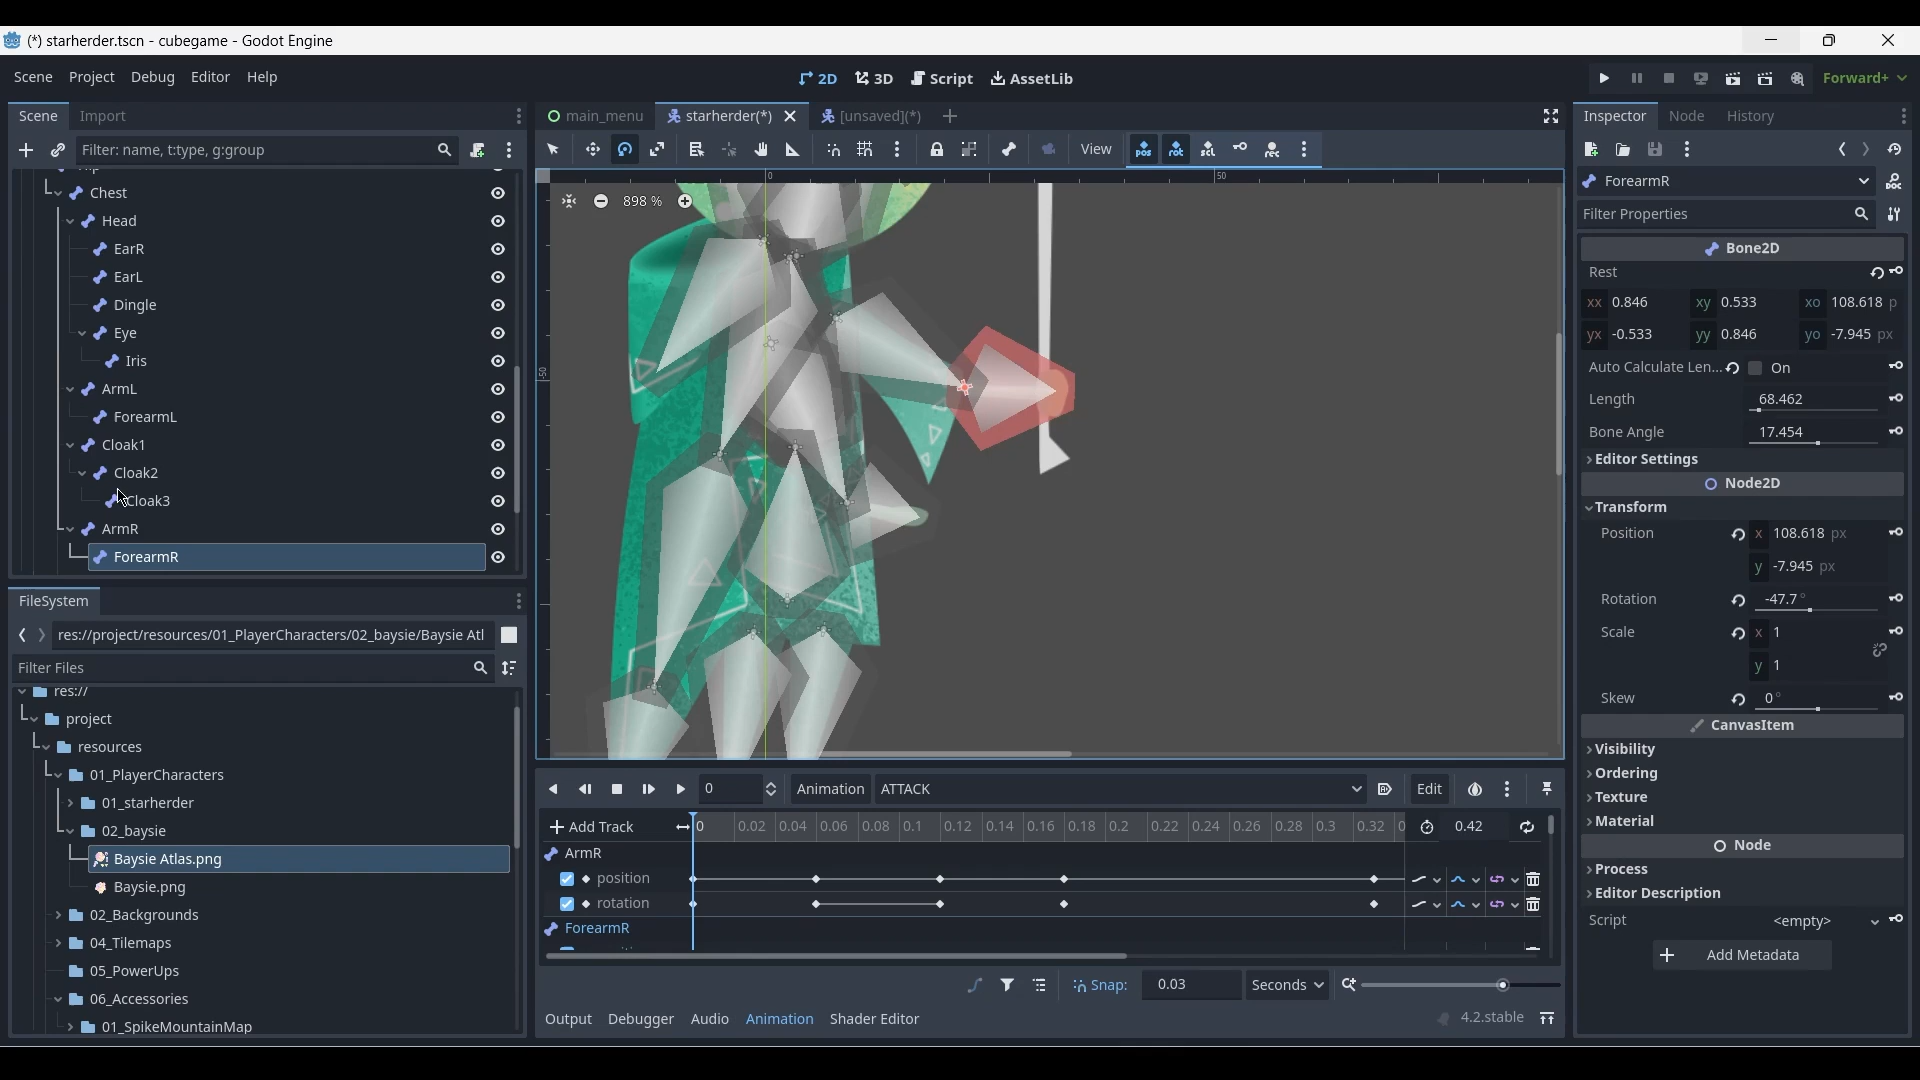 (*) starherder.tscn - cubegame - Godot Engine
Scene Project Debug Editor Help
2D 3D Script AssetLib
Forward+
Scene Import
Filter: name, t:type, g:group
Chest
Head
EarR
EarL
Dingle
Eye
Iris
ArmL
ForearmL
Cloak1
Cloak2
Cloak3
ArmR
ForearmR
FileSystem
res://project/resources/01_PlayerCharacters/02_baysie/Baysie Atl
Filter Files
res://
project
resources
01_PlayerCharacters
01_starherder
02_baysie
Baysie Atlas.png
Baysie.png
02_Backgrounds
04_Tilemaps
05_PowerUps
06_Accessories
01_SpikeMountainMap
main_menu starherder(*) [unsaved](*)
View
0 50
898 %
-50
0 Animation ATTACK Edit
Add Track 0 0.02 0.04 0.06 0.08 0.1 0.12 0.14 0.16 0.18 0.2 0.22 0.24 0.26 0.28 0.3 0.32 0.42
ArmR
position
rotation
ForearmR
Snap: 0.03 Seconds
Output Debugger Audio Animation Shader Editor 4.2.stable
Inspector Node History
ForearmR
Filter Properties
Bone2D
Rest
xx 0.846 xy 0.533 xo 108.618 p
yx -0.533 yy 0.846 yo -7.945 px
Auto Calculate Len... On
Length 68.462
Bone Angle 17.454
Editor Settings
Node2D
Transform
Position x 108.618 px
y -7.945 px
Rotation -47.7 °
Scale x 1
y 1
Skew 0 °
CanvasItem
Visibility
Ordering
Texture
Material
Node
Process
Editor Description
Script <empty>
Add Metadata